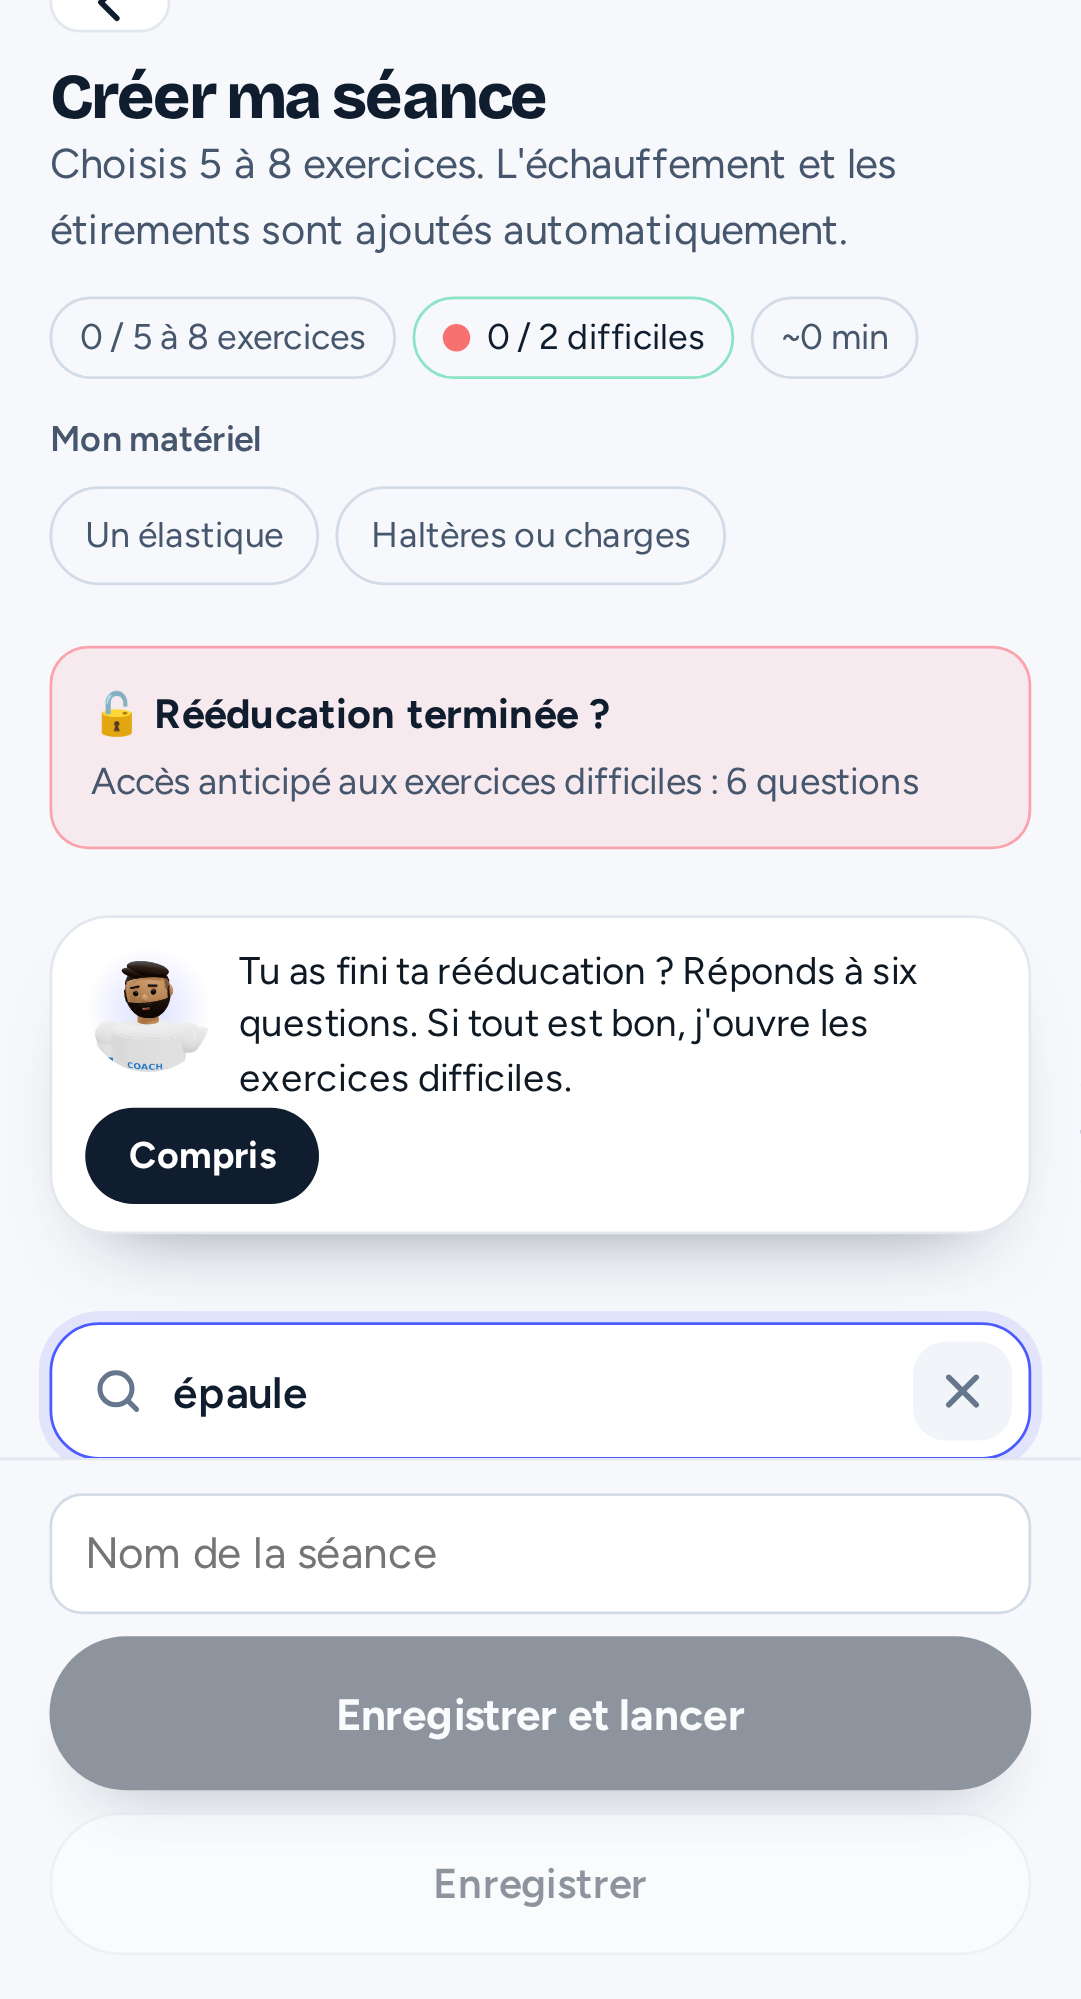 Créer ma séance
Choisis 5 à 8 exercices. L'échauffement et les
étirements sont ajoutés automatiquement.
0 / 5 à 8 exercices
0 / 2 difficiles
~0 min
Mon matériel
Un élastique
Haltères ou charges
🔓 Rééducation terminée ?
Accès anticipé aux exercices difficiles : 6 questions
Tu as fini ta rééducation ? Réponds à six
questions. Si tout est bon, j'ouvre les
exercices difficiles.
COACH
Compris
épaule
Nom de la séance
Enregistrer et lancer
Enregistrer